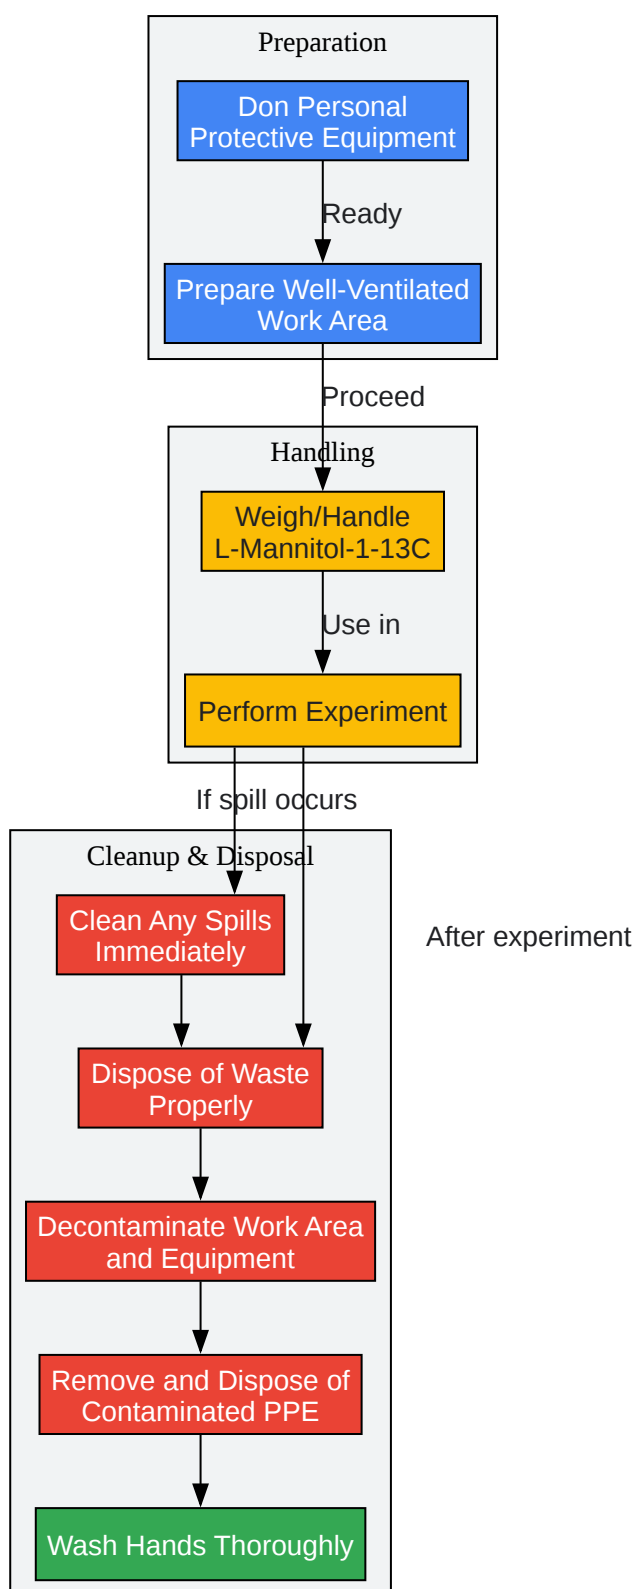 Preparation
Don Personal
Protective Equipment
Ready
Prepare Well-Ventilated
Work Area
Proceed
Handling
Weigh/Handle
L-Mannitol-1-13C
Use in
Perform Experiment
If spill occurs
Cleanup & Disposal
Clean Any Spills
Immediately
After experiment
Dispose of Waste
Properly
Decontaminate Work Area
and Equipment
Remove and Dispose of
Contaminated PPE
Wash Hands Thoroughly